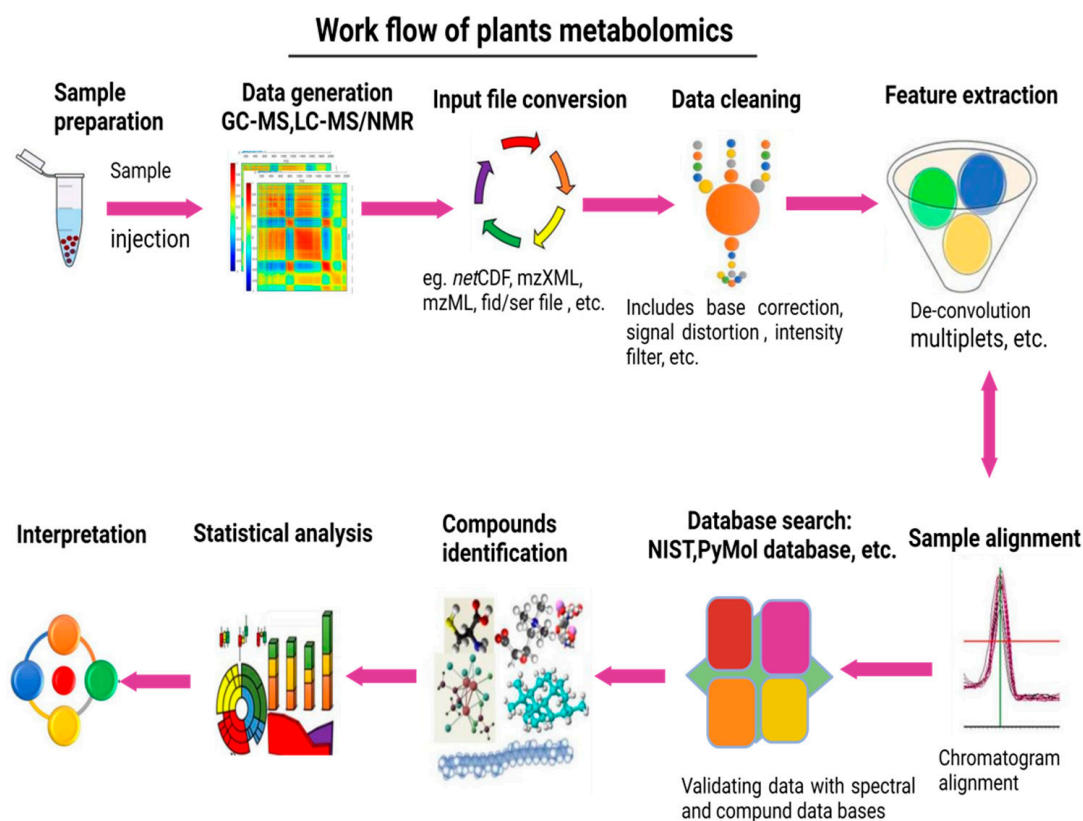 Work flow of plants metabolomics
Sample
preparation
Sample
injection
Data generation
GC-MS,LC-MS/NMR
Input file conversion
eg. netCDF, mzXML,
mzML, fid/ser file , etc.
Data cleaning
Includes base correction,
signal distortion , intensity
filter, etc.
Feature extraction
De-convolution
multiplets, etc.
Sample alignment
Chromatogram
alignment
Database search:
NIST,PyMol database, etc.
Validating data with spectral
and compund data bases
Compounds
identification
Statistical analysis
Interpretation